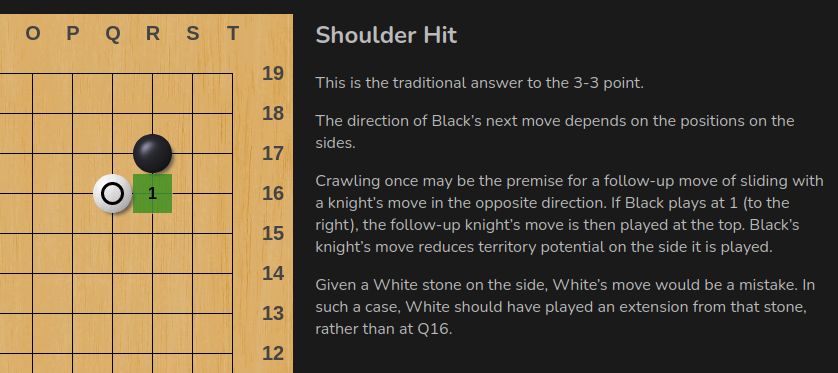 O P Q R S T
Shoulder Hit
19
This is the traditional answer to the 3-3 point.
18
The direction of Black's next move depends on the positions on the
sides.
17
Crawling once may be the premise for a follow-up move of sliding with
16
1
a knight's move in the opposite direction. If Black plays at 1 (to the
right), the follow-up knight's move is then played at the top. Black's
15
knight's move reduces territory potential on the side it is played.
14
Given a White stone on the side, White's move would be a mistake. In
13
such a case, White should have played an extension from that stone,
rather than at Q16.
12